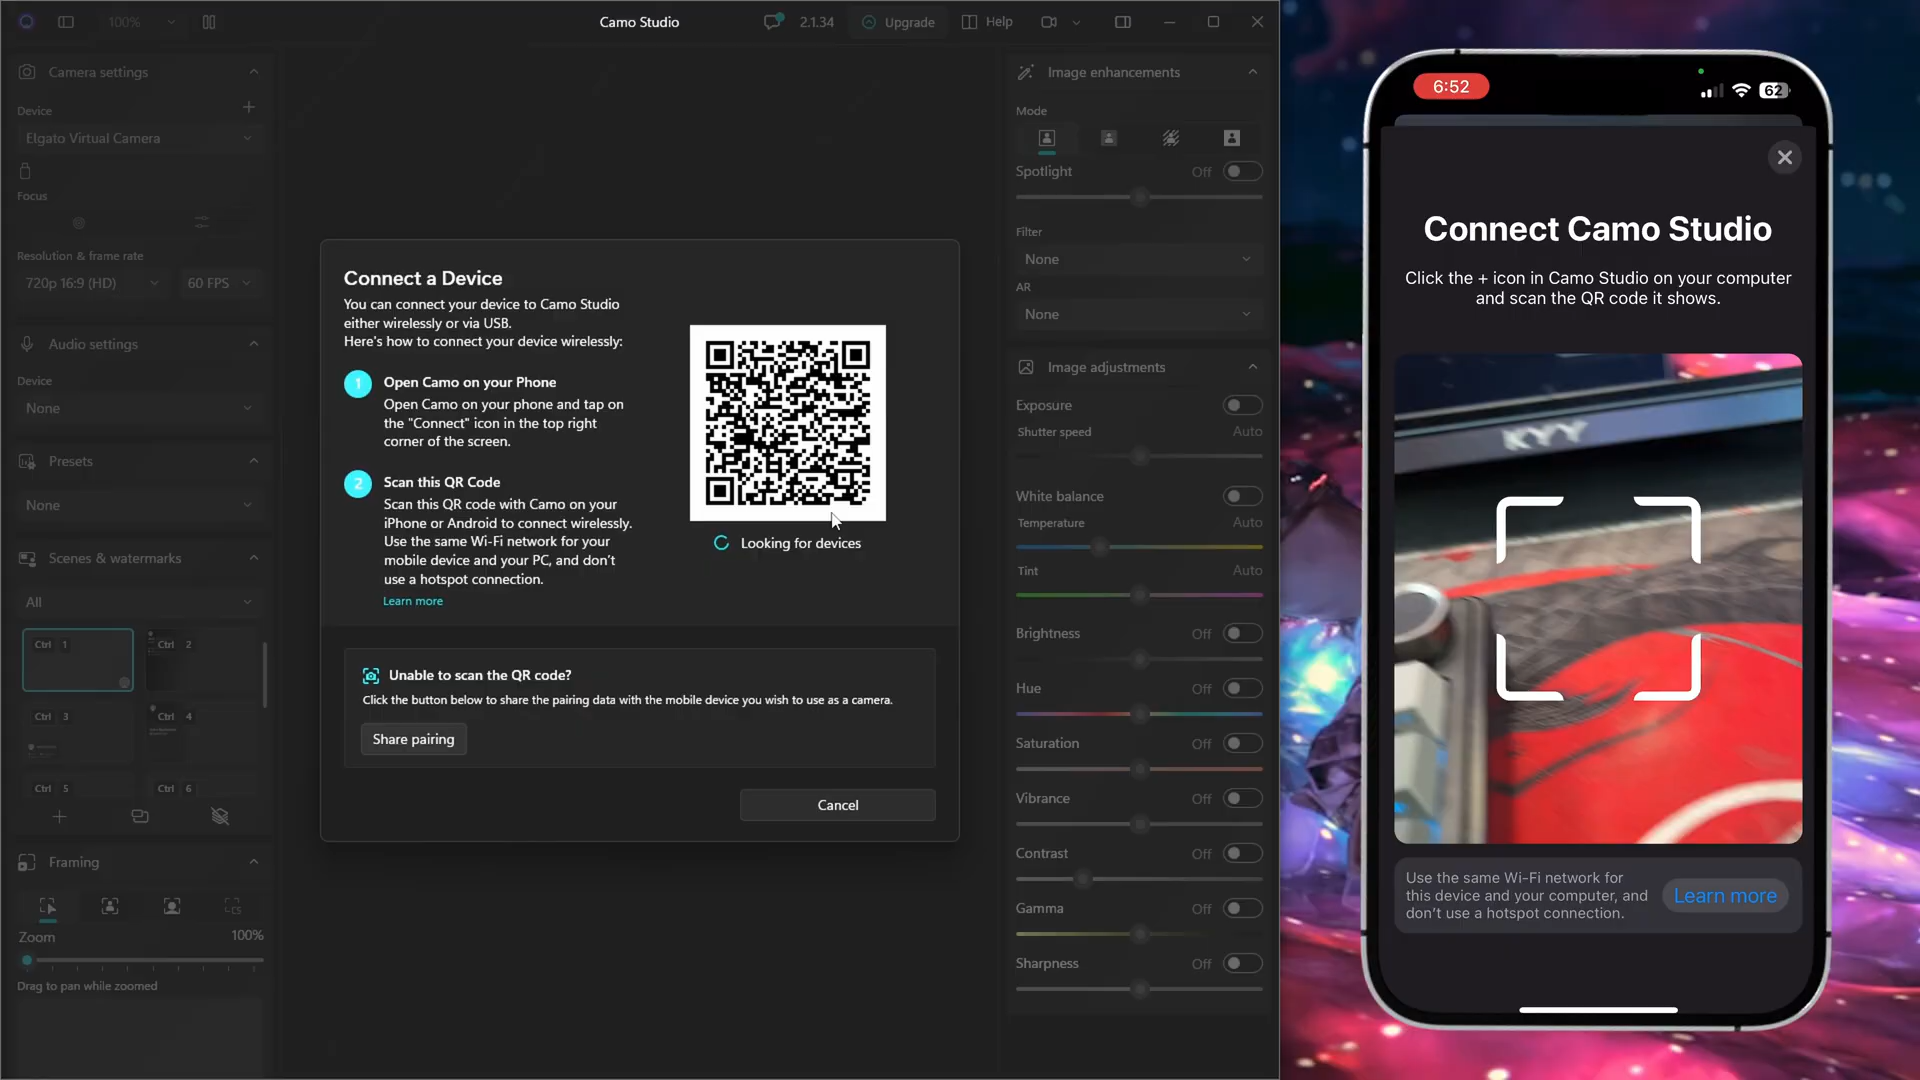 100%
Camo Studio
2.1.34
Upgrade
Help
Camera settings
Device
Elgato Virtual Camera
Focus
Resolution & frame rate
720p 16:9 (HD)
60 FPS
Audio settings
Device
None
Presets
None
Scenes & watermarks
All
Ctrl 1
Ctrl 2
Ctrl 3
Ctrl 4
Ctrl 5
Ctrl 6
Framing
Zoom
100%
Drag to pan while zoomed
Connect a Device
You can connect your device to Camo Studio
either wirelessly or via USB.
Here's how to connect your device wirelessly:
1
Open Camo on your Phone
Open Camo on your phone and tap on
the "Connect" icon in the top right
corner of the screen.
2
Scan this QR Code
Scan this QR code with Camo on your
iPhone or Android to connect wirelessly.
Use the same Wi-Fi network for your
mobile device and your PC, and don't
use a hotspot connection.
Learn more
Looking for devices
Unable to scan the QR code?
Click the button below to share the pairing data with the mobile device you wish to use as a camera.
Share pairing
Cancel
Image enhancements
Mode
Spotlight
Off
Filter
None
AR
None
Image adjustments
Exposure
Shutter speed
Auto
White balance
Temperature
Auto
Tint
Auto
Brightness
Off
Hue
Off
Saturation
Off
Vibrance
Off
Contrast
Off
Gamma
Off
Sharpness
Off
6:52
62
Connect Camo Studio
Click the + icon in Camo Studio on your computer
and scan the QR code it shows.
KYY
Use the same Wi-Fi network for
this device and your computer, and
don't use a hotspot connection.
Learn more